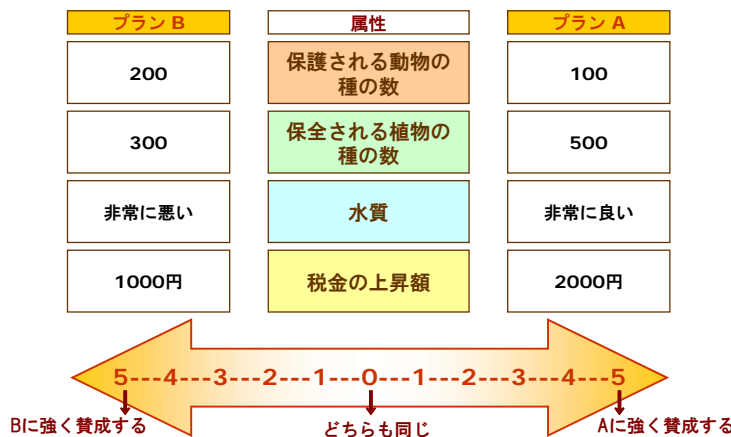 プラン B
属性
プラン A
200
保護される動物の
種の数
100
300
保全される植物の
種の数
500
非常に悪い
水質
非常に良い
1000円
税金の上昇額
2000円
5---4---3---2---1---0---1---2---3---4---5
Bに強く賛成する
どちらも同じ
Aに強く賛成する